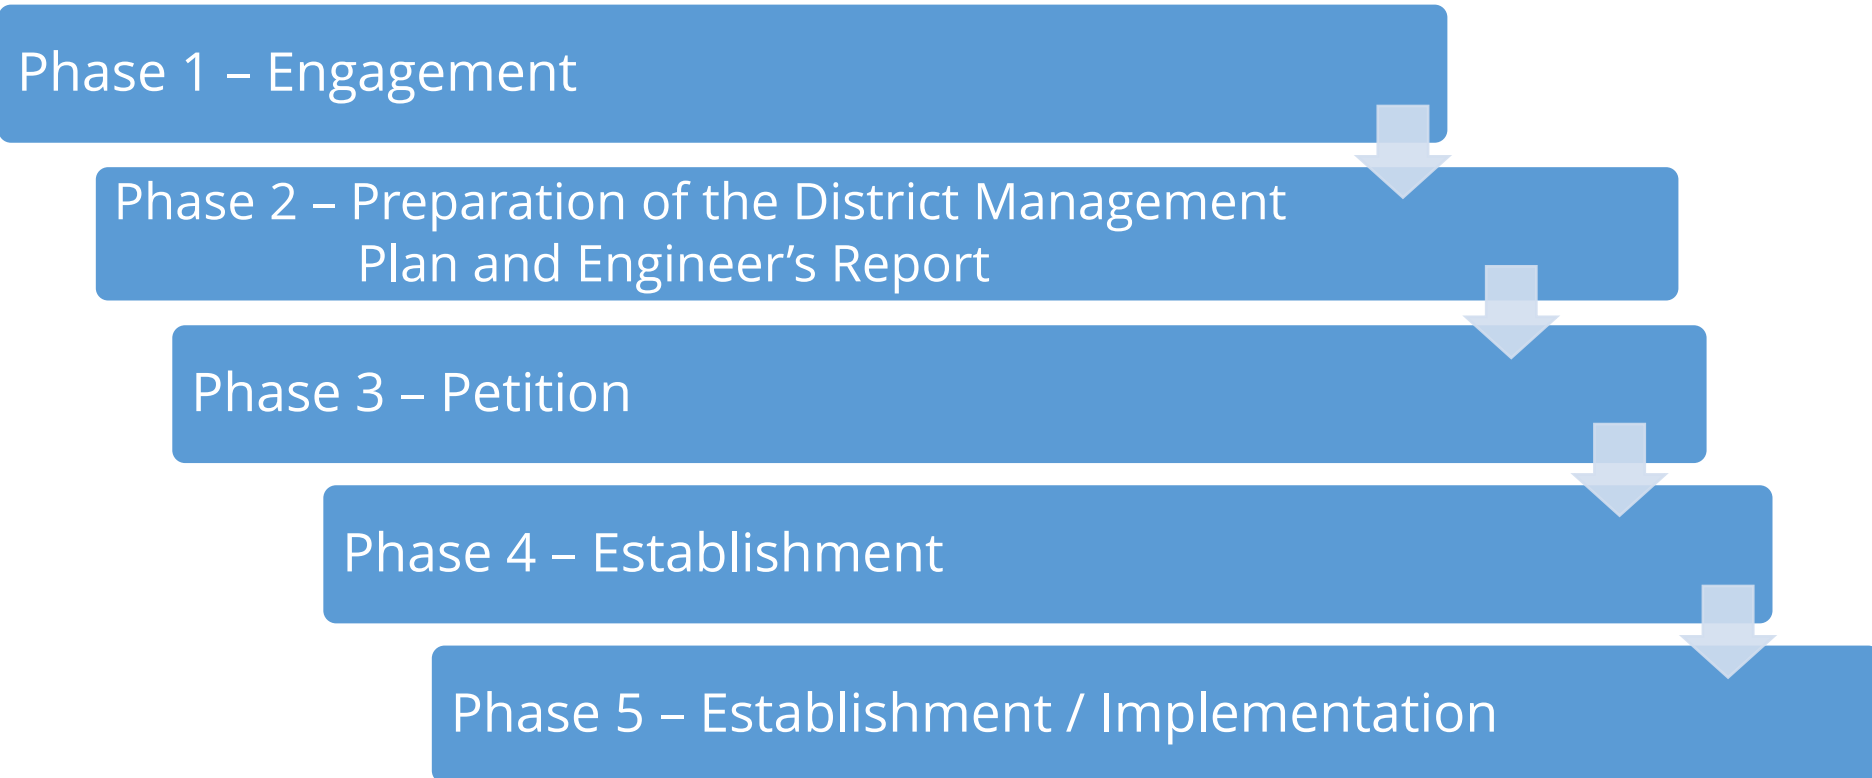 Phase 1 – Engagement
Phase 2 – Preparation of the District Management
Plan and Engineer’s Report
Phase 3 – Petition
Phase 4 – Establishment
Phase 5 – Establishment / Implementation